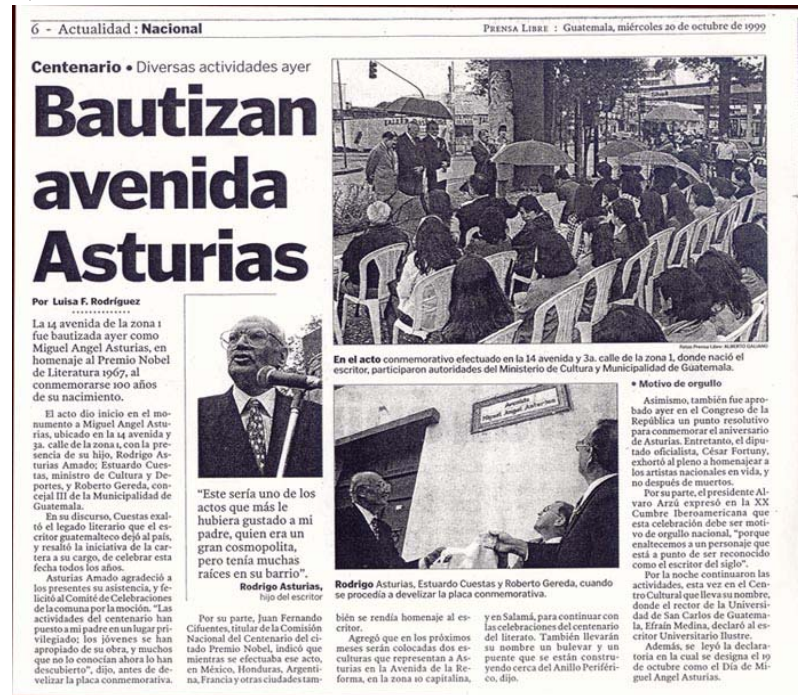 6 - Actualidad : Nacional
PRENSA LIBRE : Guatemala, miércoles 20 de octubre de 1999
Centenario • Diversas actividades ayer
Bautizan
avenida
Asturias
Por Luisa F. Rodríguez
La 14 avenida de la zona 1
fue bautizada ayer como
Miguel Angel Asturias, en
homenaje al Premio Nobel
de Literatura 1967, al
conmemorarse 100 años
de su nacimiento.
El acto dio inicio en el mo-
numento a Miguel Angel Astu-
rias, ubicado en la 14 avenida y
3a. calle de la zona 1, con la pre-
sencia de su hijo, Rodrigo As-
turias Amado; Estuardo Cues-
tas, ministro de Cultura y De-
portes, y Roberto Gereda, con-
cejal III de la Municipalidad de
Guatemala.
En su discurso, Cuestas exal-
tó el legado literario que el es-
critor guatemalteco dejó al país,
y resaltó la iniciativa de la car-
tera a su cargo, de celebrar esta
fecha todos los años.
Asturias Amado agradeció a
los presentes su asistencia, y fe-
licitó al Comité de Celebraciones
de la comuna por la moción. “Las
actividades del centenario han
puesto a mi padre en un lugar pri-
vilegiado; los jóvenes se han
apropiado de su obra, y muchos
que no lo conocían ahora lo han
descubierto”, dijo, antes de de-
velizar la placa conmemorativa.
“Este sería uno de los
actos que más le
hubiera gustado a mi
padre, quien era un
gran cosmopolita,
pero tenía muchas
raíces en su barrio”.
Rodrigo Asturias,
hijo del escritor
Por su parte, Juan Fernando
Cifuentes, titular de la Comisión
Nacional del Centenario del ci-
tado Premio Nobel, indicó que
mientras se efectuaba ese acto,
en México, Honduras, Argenti-
na, Francia y otras ciudades tam-
Fotos Prensa Libre: ALBERTO GALIANO
En el acto conmemorativo efectuado en la 14 avenida y 3a. calle de la zona 1, donde nació el
escritor, participaron autoridades del Ministerio de Cultura y Municipalidad de Guatemala.
Avenida
Miguel Angel Asturias
Rodrigo Asturias, Estuardo Cuestas y Roberto Gereda, cuando
se procedía a develizar la placa conmemorativa.
bién se rendía homenaje al es-
critor.
Agregó que en los próximos
meses serán colocadas dos es-
culturas que representan a As-
turias en la Avenida de la Re-
forma, en la zona 10 capitalina,
y en Salamá, para continuar con
las celebraciones del centenario
del literato. También llevarán
su nombre un bulevar y un
puente que se están constru-
yendo cerca del Anillo Periféri-
co, dijo.
• Motivo de orgullo
Asimismo, también fue apro-
bado ayer en el Congreso de la
República un punto resolutivo
para conmemorar el aniversario
de Asturias. Entretanto, el dipu-
tado oficialista, César Fortuny,
exhortó al pleno a homenajear a
los artistas nacionales en vida, y
no después de muertos.
Por su parte, el presidente Al-
varo Arzú expresó en la XX
Cumbre Iberoamericana que
esta celebración debe ser moti-
vo de orgullo nacional, “porque
enaltecemos a un personaje que
está a punto de ser reconocido
como el escritor del siglo”.
Por la noche continuaron las
actividades, esta vez en el Cen-
tro Cultural que lleva su nombre,
donde el rector de la Universi-
dad de San Carlos de Guatema-
la, Efraín Medina, declaró al es-
critor Universitario Ilustre.
Además, se leyó la declara-
toria en la cual se designa el 19
de octubre como el Día de Mi-
guel Angel Asturias.